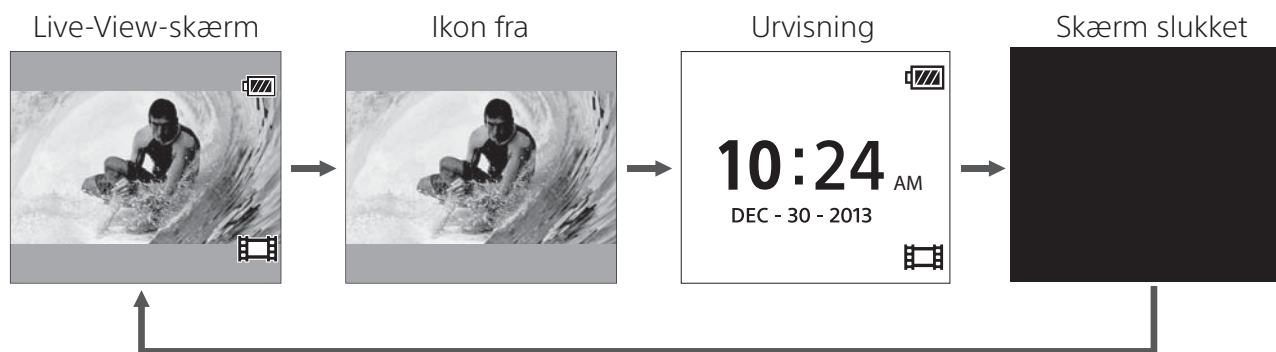 Live-View-skærm
Ikon fra
Urvisning
Skærm slukket
10:24 AM
DEC - 30 - 2013